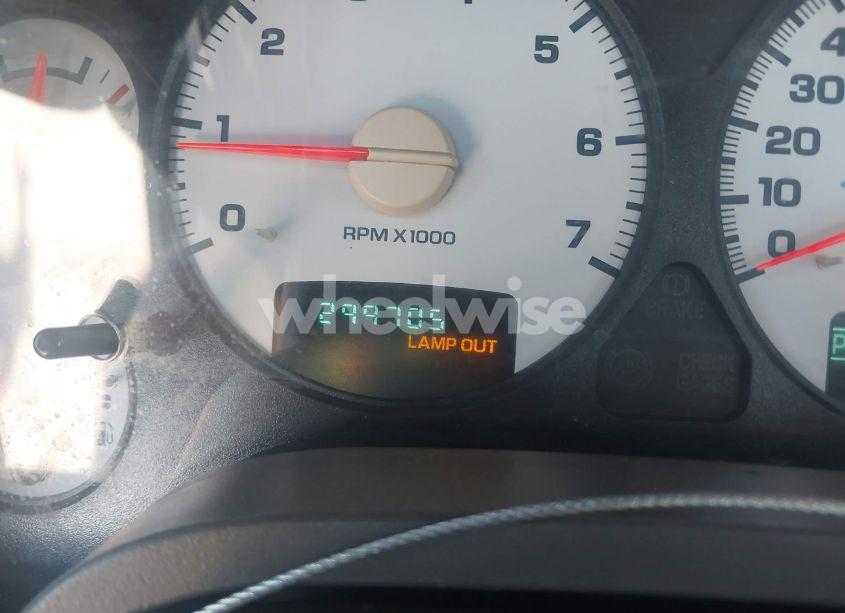 2
5
1
6
0
7
RPM X1000
LAMP OUT
wheelwise
BRAKE
CHECK
GAGES
40
30
20
10
0
P